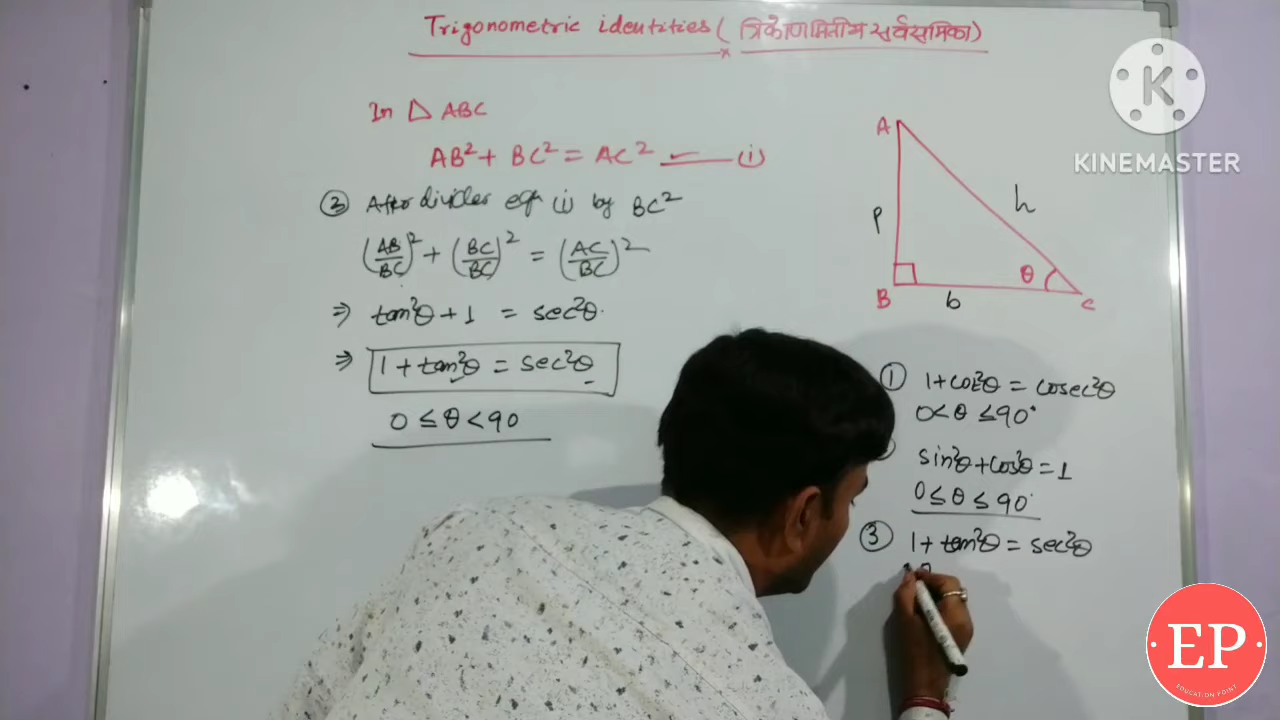 Trigonometric identities ( त्रिकोणमितीय सर्वसमिका )
In △ ABC
AB² + BC² = AC² ——— (i)
③ After divides eqn (i) by BC²
(AB/BC)² + (BC/BC)² = (AC/BC)²
⇒ tan²θ + 1 = sec²θ.
⇒ 1 + tan²θ = sec²θ
0 ≤ θ < 90
A
h
P
θ
B
b
C
① 1 + cot²θ = cosec²θ
0 < θ ≤ 90°
sin²θ + cos²θ = 1
0 ≤ θ ≤ 90°
③ 1 + tan²θ = sec²θ
K
KINEMASTER
EP
EDUCATION POINT